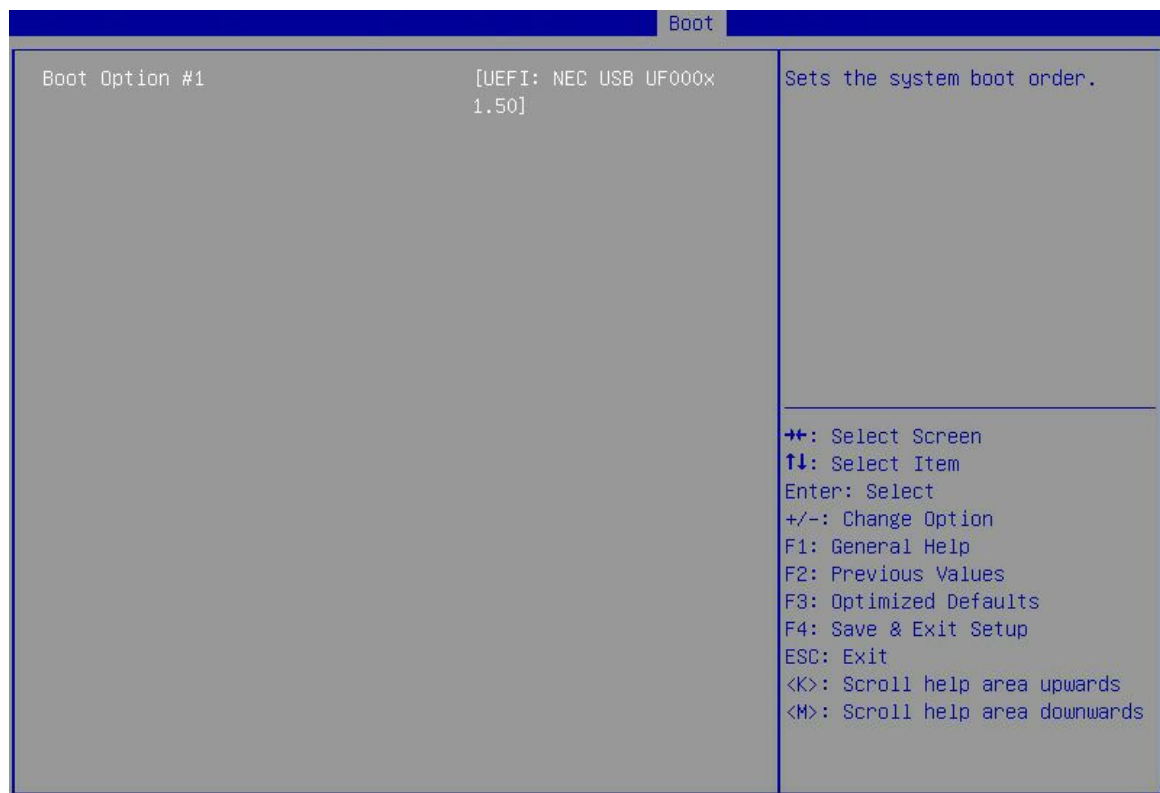 Boot
Boot Option #1 [UEFI: NEC USB UF000x
1.50]
Sets the system boot order.
→←: Select Screen
↑↓: Select Item
Enter: Select
+/-: Change Option
F1: General Help
F2: Previous Values
F3: Optimized Defaults
F4: Save & Exit Setup
ESC: Exit
<K>: Scroll help area upwards
<M>: Scroll help area downwards